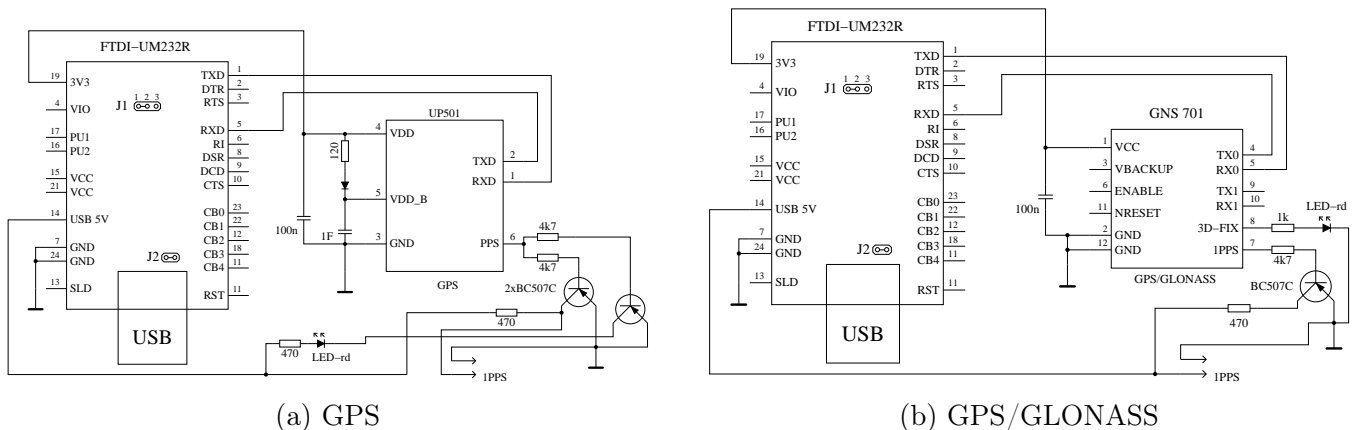 FTDI−UM232R
19 3V3
4 VIO
17 PU1
16 PU2
15 VCC
21 VCC
14 USB 5V
7 GND
24 GND
13 SLD
J1 1 2 3
J2
TXD 1
DTR 2
RTS 3
RXD 5
RI 6
DSR 8
DCD 9
CTS 10
CB0 23
CB1 22
CB2 12
CB3 18
CB4 11
RST 11
USB
120
100n
1F
UP501
4 VDD
5 VDD_B
3 GND
TXD 2
RXD 1
PPS 6
GPS
4k7
4k7
2xBC507C
470
470
LED−rd
1PPS
(a) GPS
FTDI−UM232R
19 3V3
4 VIO
17 PU1
16 PU2
15 VCC
21 VCC
14 USB 5V
7 GND
24 GND
13 SLD
J1 1 2 3
J2
TXD 1
DTR 2
RTS 3
RXD 5
RI 6
DSR 8
DCD 9
CTS 10
CB0 23
CB1 22
CB2 12
CB3 18
CB4 11
RST 11
USB
100n
GNS 701
1 VCC
3 VBACKUP
6 ENABLE
11 NRESET
2 GND
12 GND
TX0 4
RX0 5
TX1 9
RX1 10
3D−FIX 8
1PPS 7
GPS/GLONASS
1k
LED−rd
4k7
BC507C
470
1PPS
(b) GPS/GLONASS